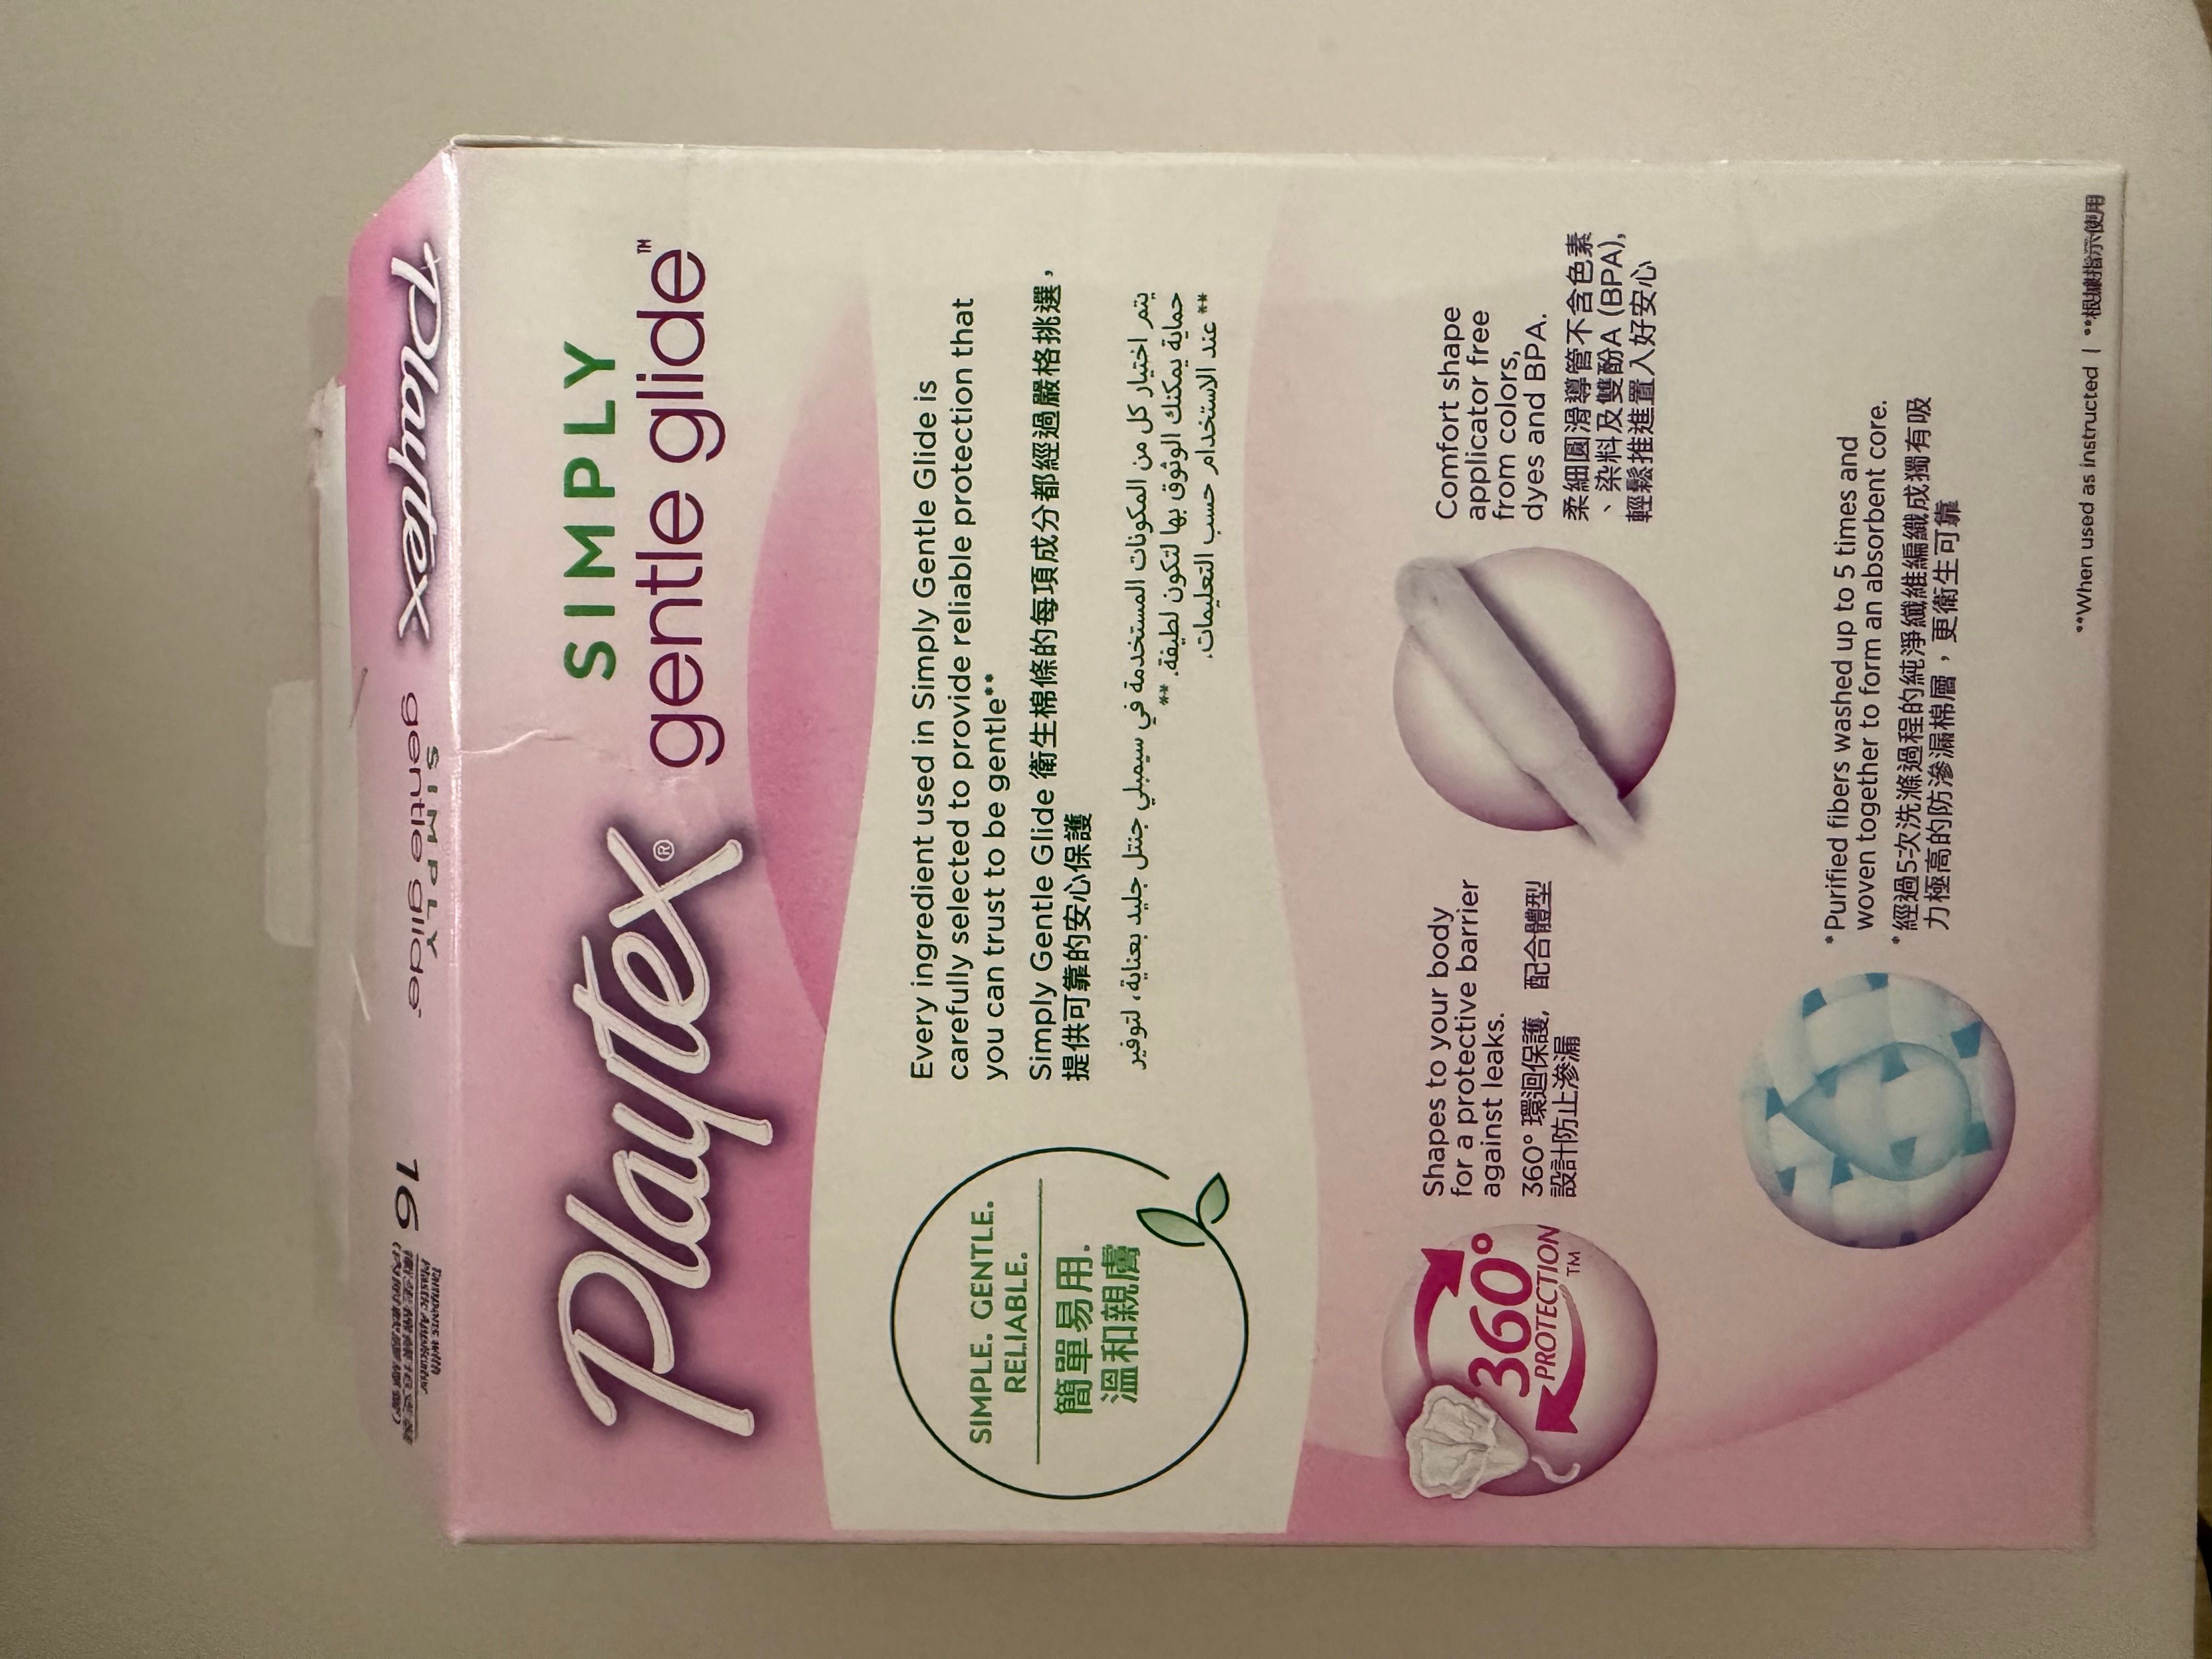 Playtex
SIMPLY
gentle glide
16
Tampons with
Plastic Applicator
Playtex®
SIMPLY
gentle glide™
SIMPLE. GENTLE.
RELIABLE.
簡單易用.
溫和親膚
Every ingredient used in Simply Gentle Glide is
carefully selected to provide reliable protection that
you can trust to be gentle**
Simply Gentle Glide 衛生棉條的每項成分都經過嚴格挑選，
提供可靠的安心保護
يتم اختيار كل من المكونات المستخدمة في سيمبلي جنتل جليد بعناية، لتوفير
حماية يمكنك الوثوق بها لتكون لطيفة. **
**عند الاستخدام حسب التعليمات.
360°
PROTECTION™
Shapes to your body
for a protective barrier
against leaks.
360° 環迴保護, 配合體型
設計防止滲漏
Comfort shape
applicator free
from colors,
dyes and BPA.
柔細圓滑導管不含色素
、染料及雙酚A (BPA),
輕鬆推進置入好安心
*Purified fibers washed up to 5 times and
woven together to form an absorbent core.
*經過5次洗滌過程的純淨纖維編織成獨有吸
力極高的防滲漏棉層，更衛生可靠
**When used as instructed | **根據指示使用